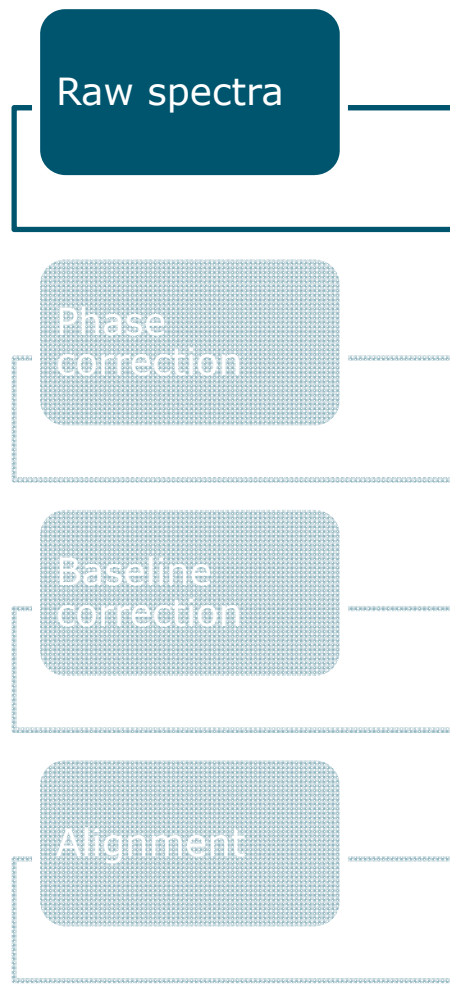 Raw spectra
Phase
correction
Baseline
correction
Alignment